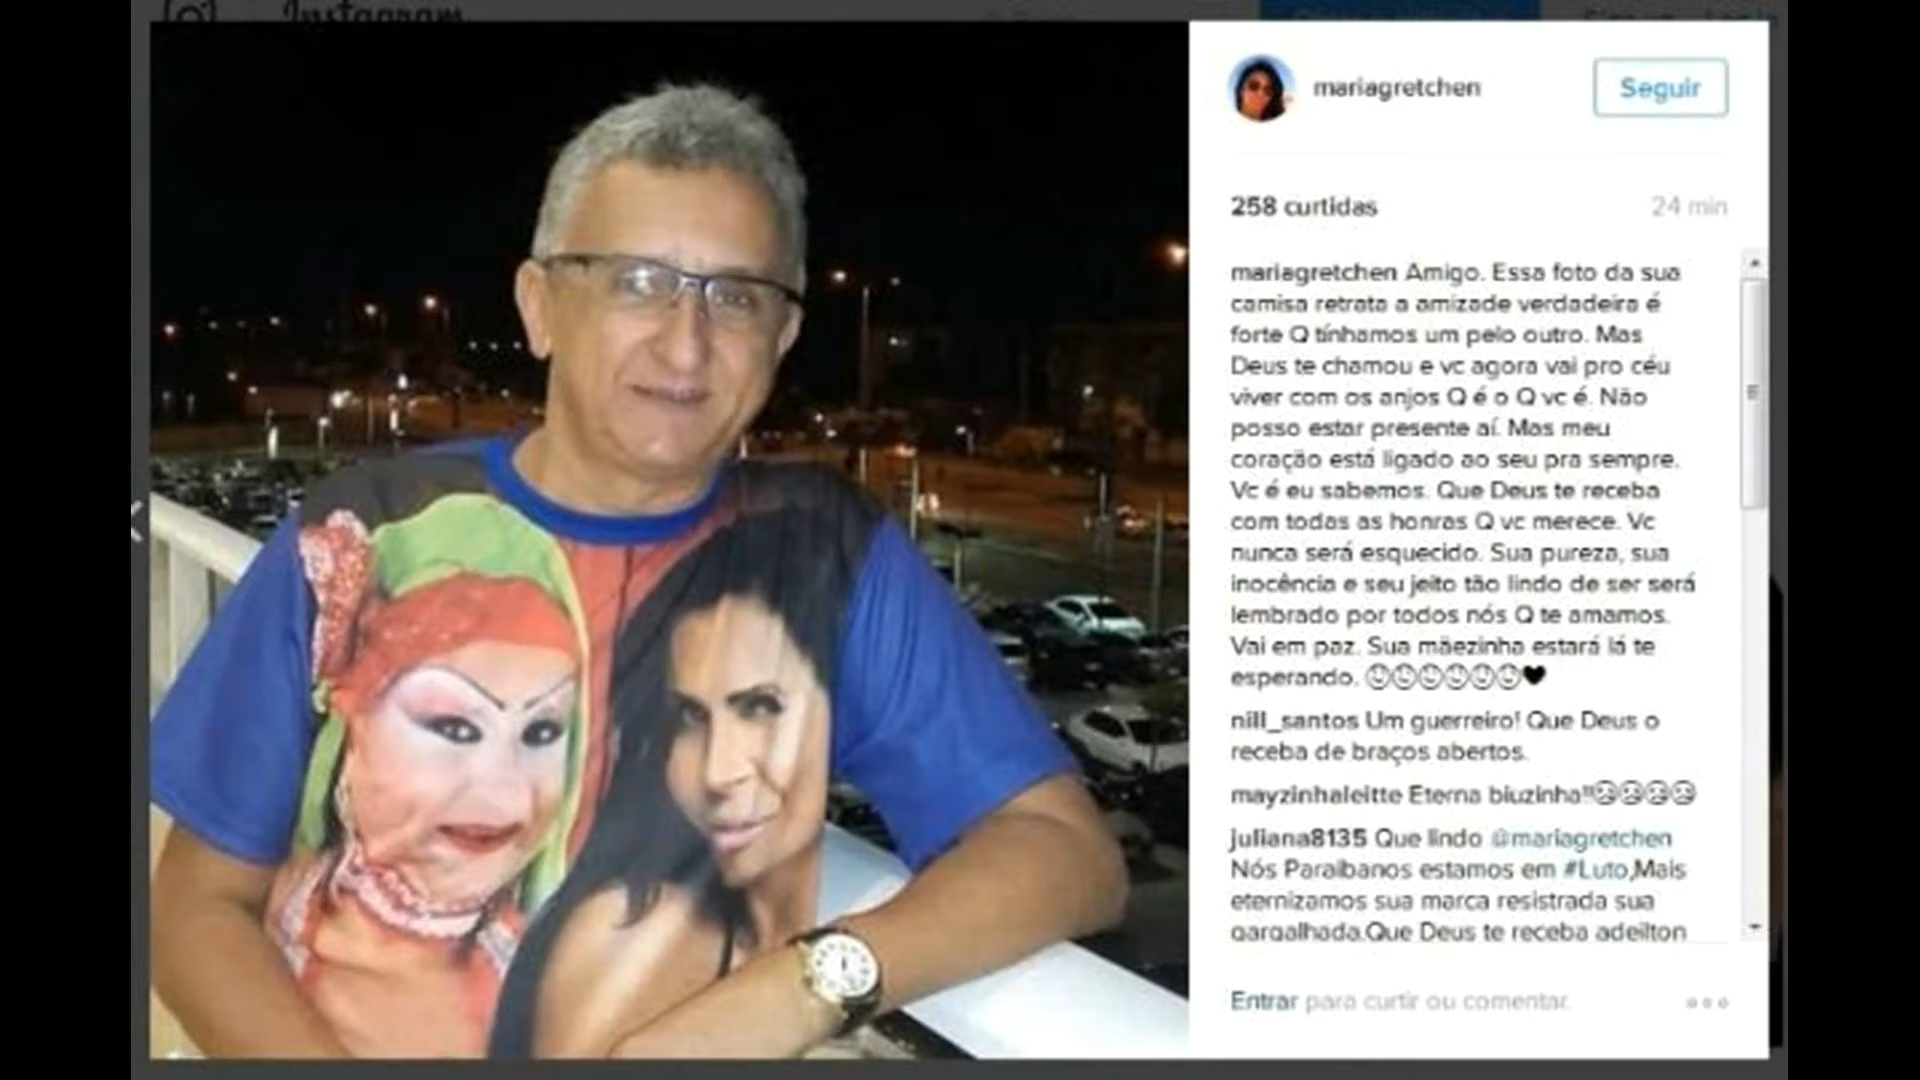 Instagram
mariagretchen
Seguir
258 curtidas
24 min
mariagretchen Amigo. Essa foto da sua
camisa retrata a amizade verdadeira é
forte Q tínhamos um pelo outro. Mas
Deus te chamou e vc agora vai pro céu
viver com os anjos Q é o Q vc é. Não
posso estar presente aí. Mas meu
coração está ligado ao seu pra sempre.
Vc é eu sabemos. Que Deus te receba
com todas as honras Q vc merece. Vc
nunca será esquecido. Sua pureza, sua
inocência e seu jeito tão lindo de ser será
lembrado por todos nós Q te amamos.
Vai em paz. Sua mãezinha estará lá te
esperando.
nill_santos Um guerreiro! Que Deus o
receba de braços abertos.
mayzinhaleitte Eterna biuzinha!!
juliana8135 Que lindo @mariagretchen
Nós Paraibanos estamos em #Luto,Mais
eternizamos sua marca resistrada sua
gargalhada.Que Deus te receba adeilton
Entrar para curtir ou comentar.